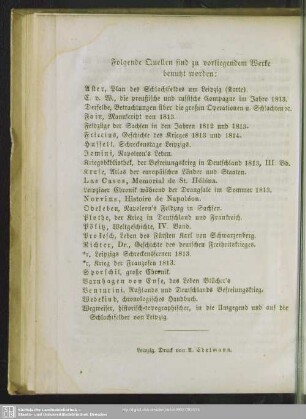 Folgende Quellen sind zu vorliegendem Werke
benutzt worden:
Aster, Plan des Schlachtfeldes um Leipzig (Karte).
C. v. W., die preußische und russische Campagne im Jahre 1813.
Derselbe, Betrachtungen über die großen Operationen u. Schlachten ꝛc.
Fain, Manuscript von 1813.
Feldzüge der Sachsen in den Jahren 1812 und 1813.
Friccius, Geschichte des Krieges 1813 und 1814.
Hussell, Schreckenstage Leipzigs.
Jomini, Napoleon's Leben.
Kriegsbibliothek, der Befreiungskrieg in Deutschland 1813, III. Bd.
Kruse, Atlas der europäischen Länder und Staaten.
Las Cases, Memorial de St. Hélène.
Leipziger Chronik während der Drangsale im Sommer 1813.
Norvins, Histoire de Napoléon.
Odeleben, Napoleon's Feldzug in Sachsen.
Plotho, der Krieg in Deutschland und Frankreich.
Pölitz, Weltgeschichte, IV. Band.
Prokesch, Leben des Fürsten Karl von Schwarzenberg.
Richter, Dr., Geschichte des deutschen Freiheitskrieges.
*r, Leipzigs Schreckensscenen 1813.
*r, Krieg der Franzosen 1813.
Sporschil, große Chronik.
Varnhagen von Ense, das Leben Blücher's
Venturini, Rußlands und Deutschlands Befreiungskrieg.
Wedekind, chronologisches Handbuch.
Wegweiser, historisch-topographischer, in die Umgegend und auf die
Schlachtfelder von Leipzig.
Leipzig, Druck von A. Edelmann.